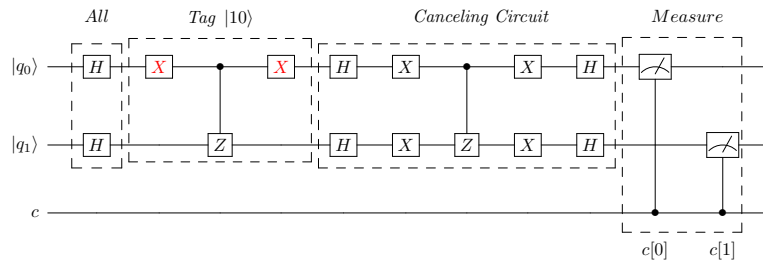 All Tag |10⟩ Canceling Circuit Measure
|q₀⟩ H X X H X X H
|q₁⟩ H Z H X Z X H
c
c[0] c[1]